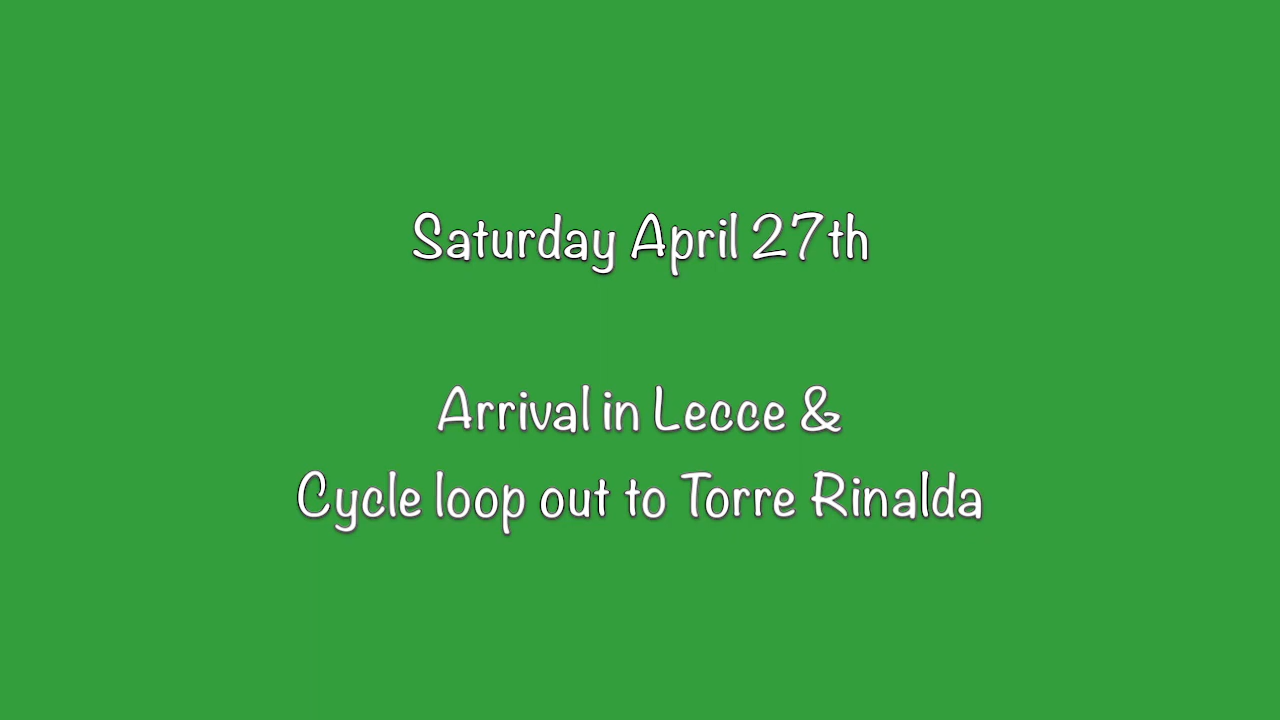 Saturday April 27th
Arrival in Lecce &
Cycle loop out to Torre Rinalda